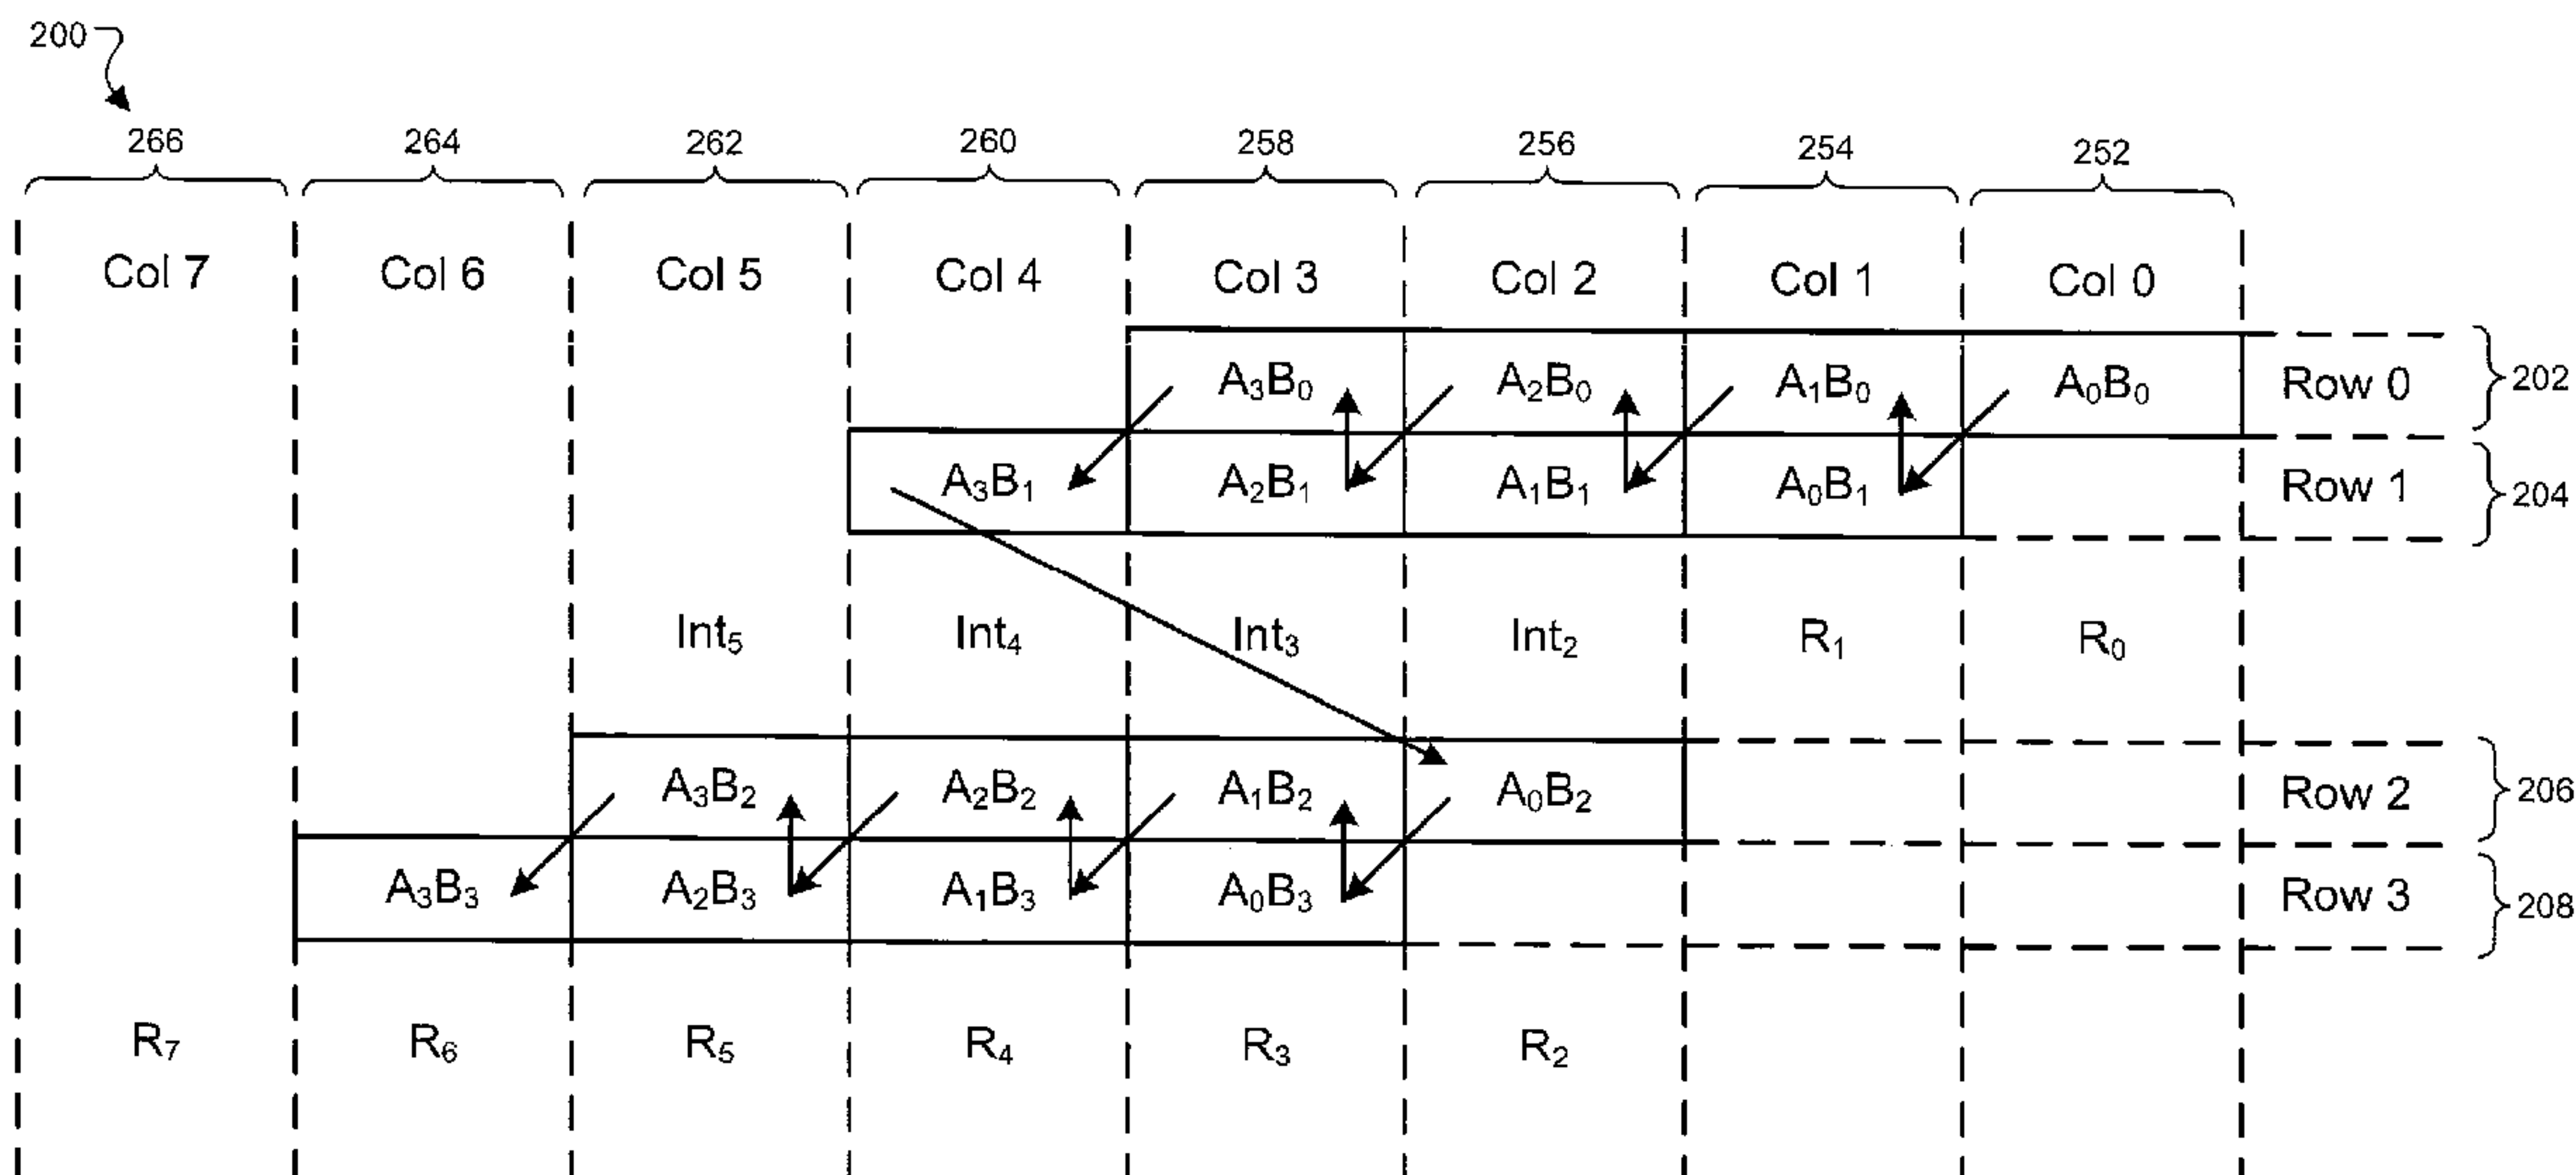 200
266 264 262 260 258 256 254 252
Col 7 Col 6 Col 5 Col 4 Col 3 Col 2 Col 1 Col 0
A₃B₀ A₂B₀ A₁B₀ A₀B₀ Row 0 202
A₃B₁ A₂B₁ A₁B₁ A₀B₁ Row 1 204
Int₅ Int₄ Int₃ Int₂ R₁ R₀
A₃B₂ A₂B₂ A₁B₂ A₀B₂ Row 2 206
A₃B₃ A₂B₃ A₁B₃ A₀B₃ Row 3 208
R₇ R₆ R₅ R₄ R₃ R₂